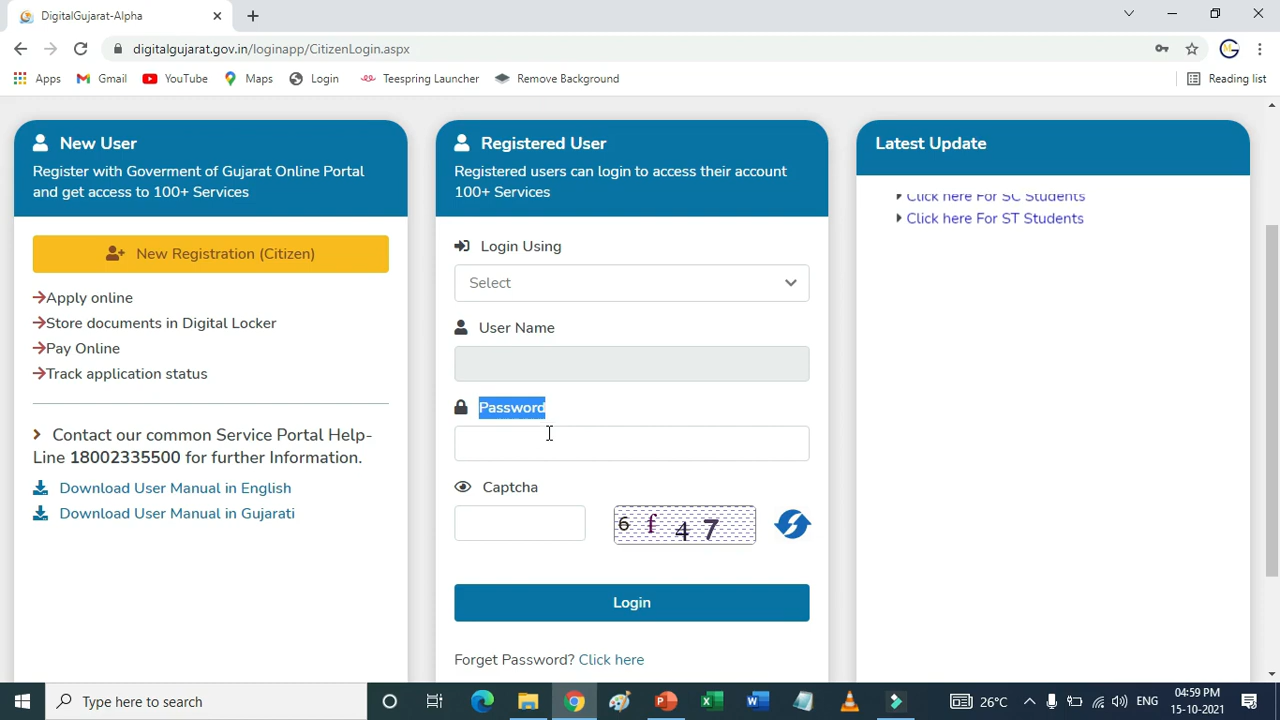 DigitalGujarat-Alpha
digitalgujarat.gov.in/loginapp/CitizenLogin.aspx
Apps
Gmail
YouTube
Maps
Login
Teespring Launcher
Remove Background
Reading list
New User
Register with Goverment of Gujarat Online Portal
and get access to 100+ Services
New Registration (Citizen)
Apply online
Store documents in Digital Locker
Pay Online
Track application status
Contact our common Service Portal Help-
Line 18002335500 for further Information.
Download User Manual in English
Download User Manual in Gujarati
Registered User
Registered users can login to access their account
100+ Services
Login Using
Select
User Name
Password
Captcha
6 f 4 7
Login
Forget Password? Click here
Latest Update
Click here For SC Students
Click here For ST Students
Type here to search
26°C
ENG
04:59 PM
15-10-2021